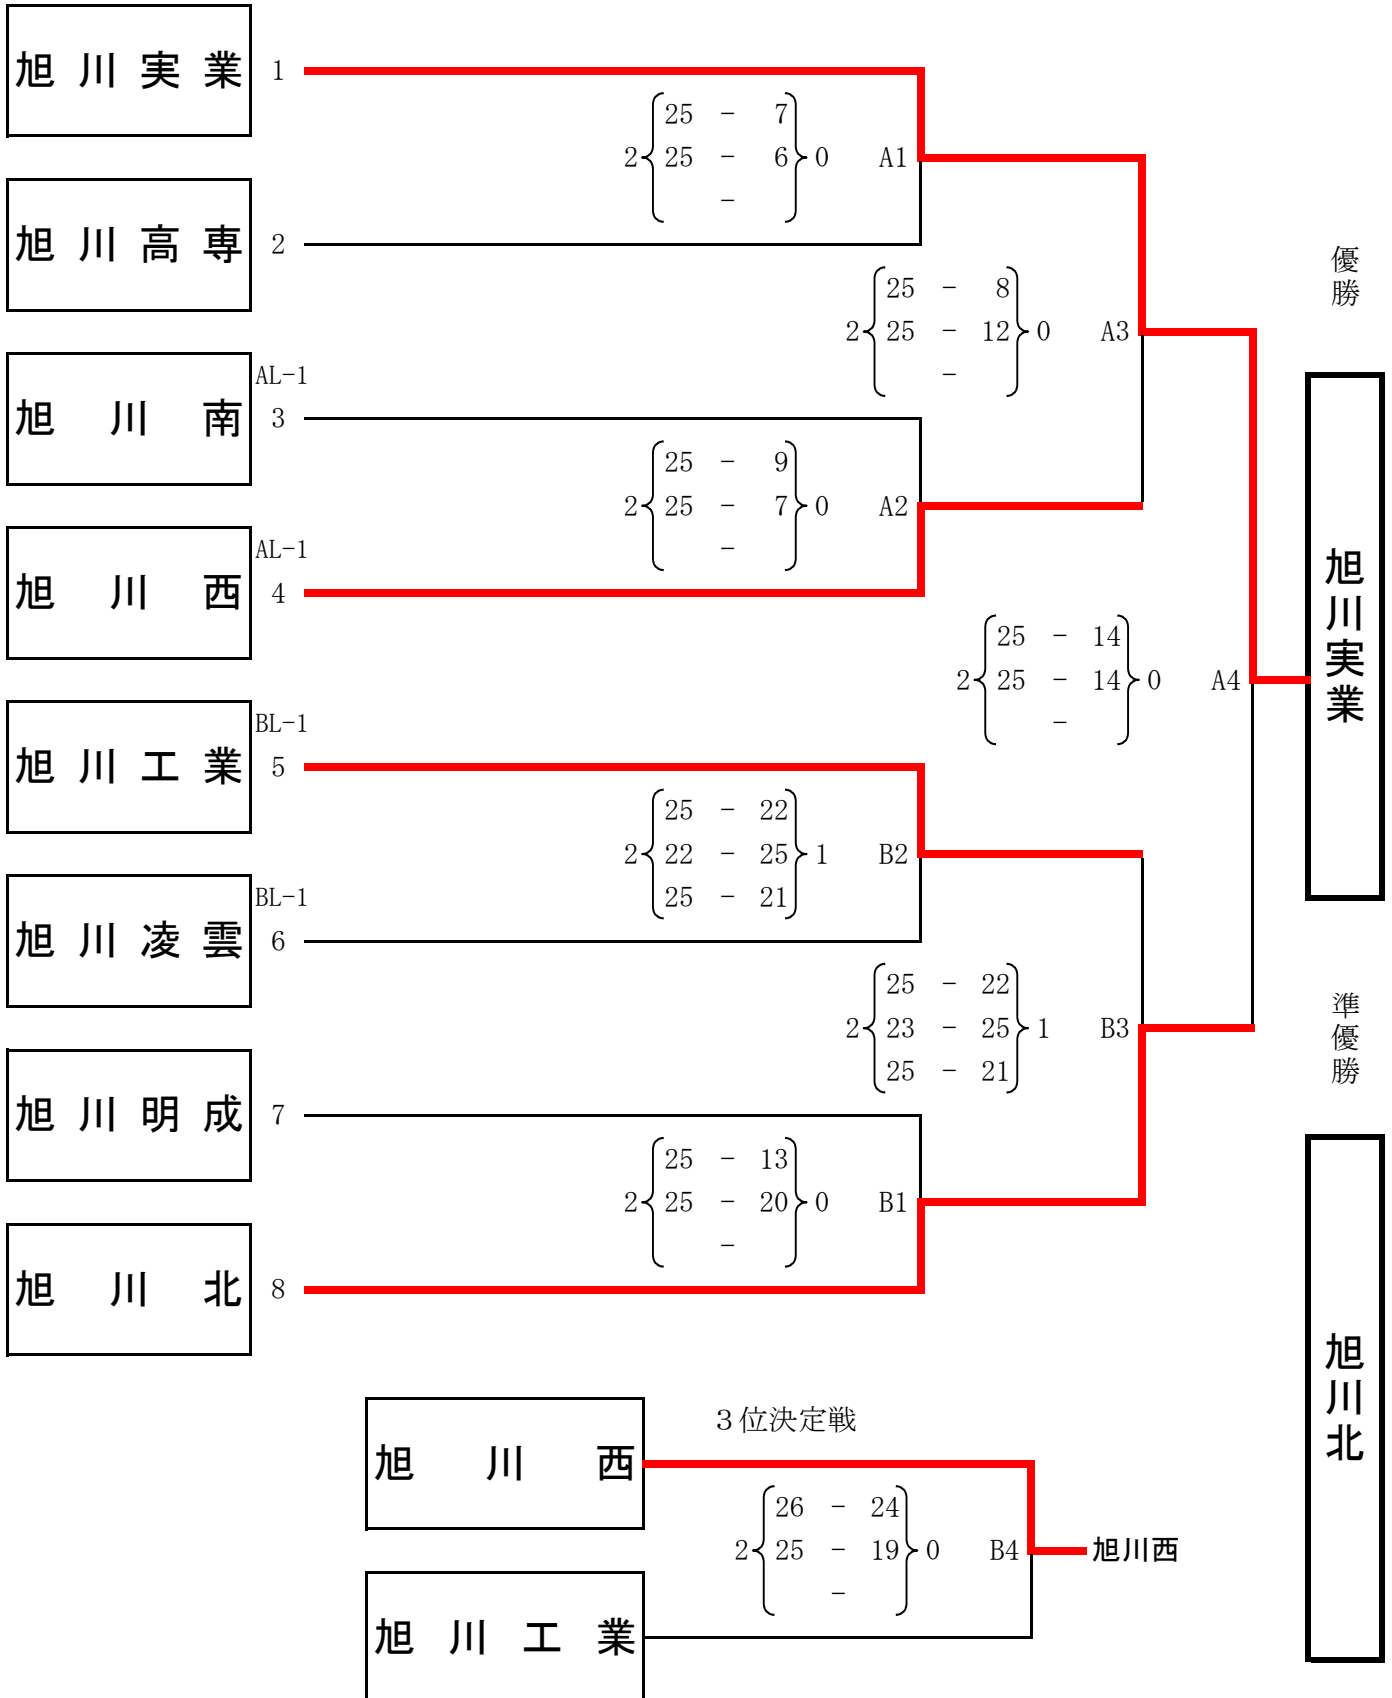 旭川実業 1
25 - 7
2 25 - 6 0 A1
-
旭川高専 2
優勝
25 - 8
2 25 - 12 0 A3
-
AL-1
旭川南 3
25 - 9
2 25 - 7 0 A2
-
AL-1
旭川西 4
旭川実業
25 - 14
2 25 - 14 0 A4
-
BL-1
旭川工業 5
25 - 22
2 22 - 25 1 B2
25 - 21
BL-1
旭川凌雲 6
準優勝
25 - 22
2 23 - 25 1 B3
25 - 21
旭川明成 7
25 - 13
2 25 - 20 0 B1
-
旭川北 8
旭川北
3位決定戦
旭川西
26 - 24
2 25 - 19 0 B4 旭川西
-
旭川工業